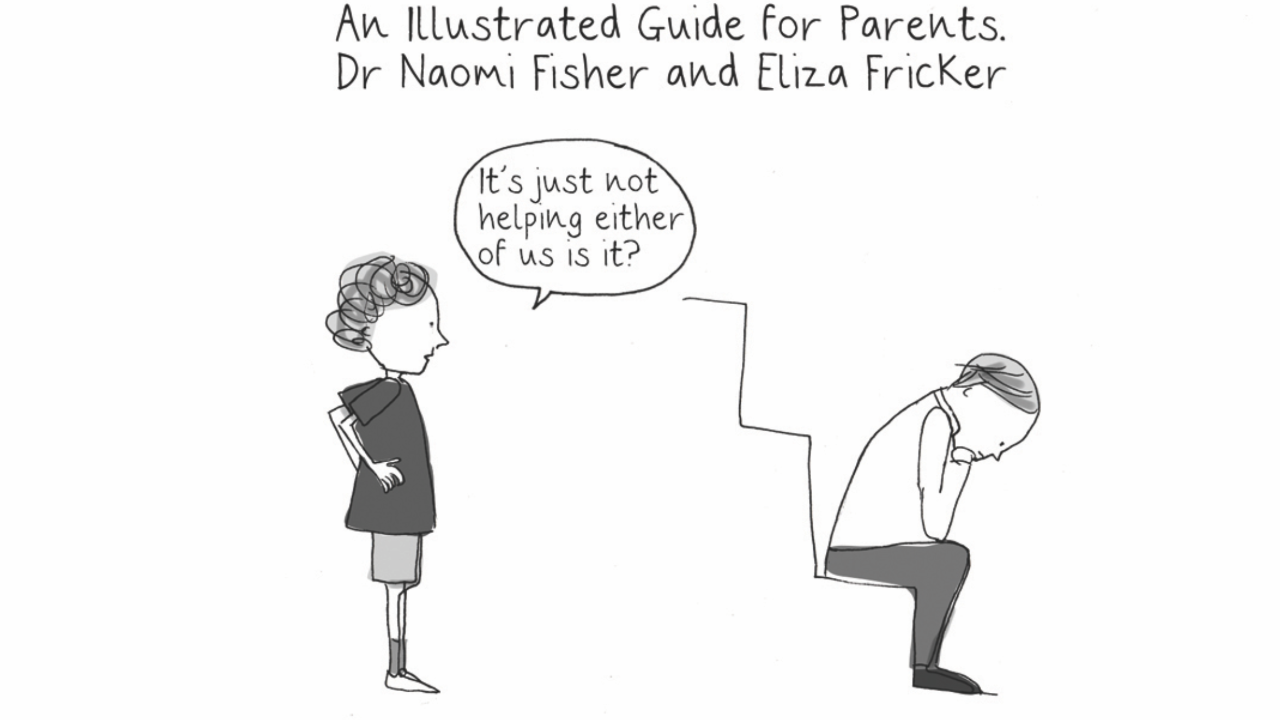 An Illustrated Guide for Parents.
Dr Naomi Fisher and Eliza Fricker
It's just not
helping either
of us is it?